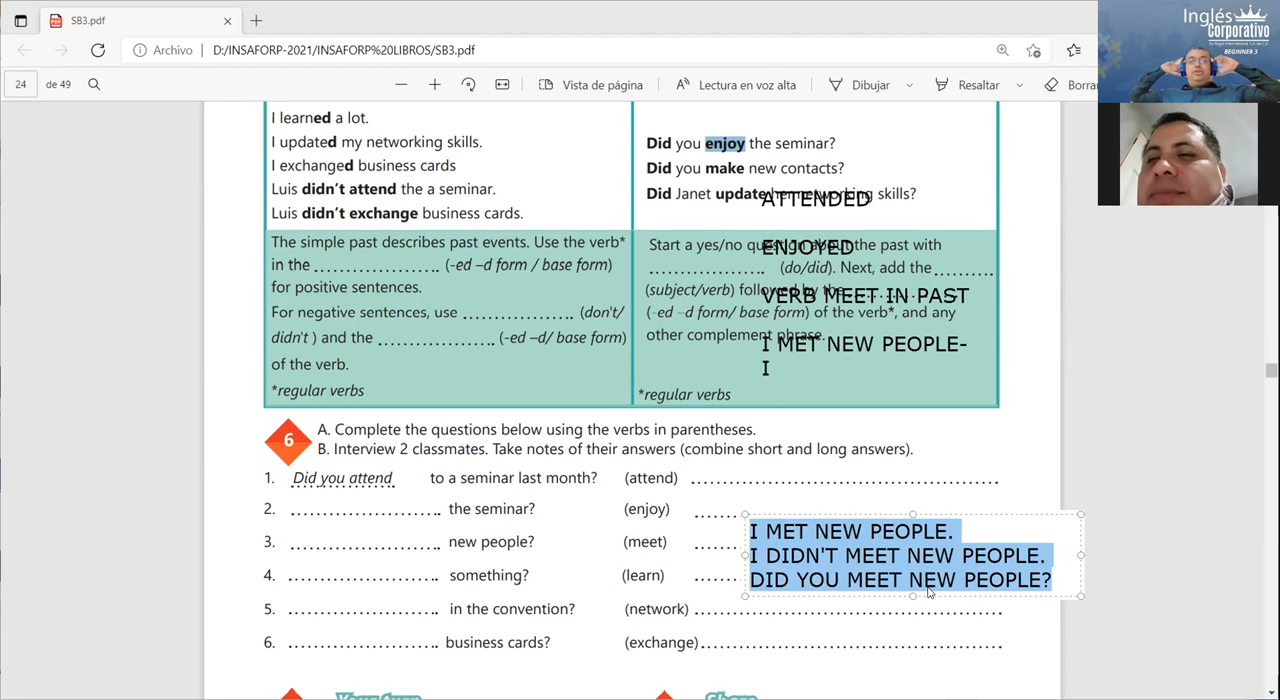 SB3.pdf
Archivo D:/INSAFORP-2021/INSAFORP%20LIBROS/SB3.pdf
24 de 49 Vista de página Lectura en voz alta Dibujar Resaltar Borrar
Inglés
Corporativo
BEGINNER 3
I learned a lot.
I updated my networking skills.
I exchanged business cards
Luis didn't attend the a seminar.
Luis didn't exchange business cards.
Did you enjoy the seminar?
Did you make new contacts?
Did Janet update her networking skills?
ATTENDED
ENJOYED
VERB MEET IN PAST
I MET NEW PEOPLE-
I
The simple past describes past events. Use the verb*
in the .................... (-ed –d form / base form)
for positive sentences.
For negative sentences, use .................. (don't/
didn't ) and the ................... (-ed –d/ base form)
of the verb.
*regular verbs
Start a yes/no question about the past with
................... (do/did). Next, add the ..........
(subject/verb) followed by the
(-ed –d form/ base form) of the verb*, and any
other complement phrase.
*regular verbs
6
A. Complete the questions below using the verbs in parentheses.
B. Interview 2 classmates. Take notes of their answers (combine short and long answers).
1. Did you attend to a seminar last month? (attend) ..................................................
2. ......................... the seminar? (enjoy) .......
3. ......................... new people? (meet) .......
4. ......................... something? (learn) .......
5. ......................... in the convention? (network) ..................................................
6. ......................... business cards? (exchange)..................................................
I MET NEW PEOPLE.
I DIDN'T MEET NEW PEOPLE.
DID YOU MEET NEW PEOPLE?
Your turn
Share